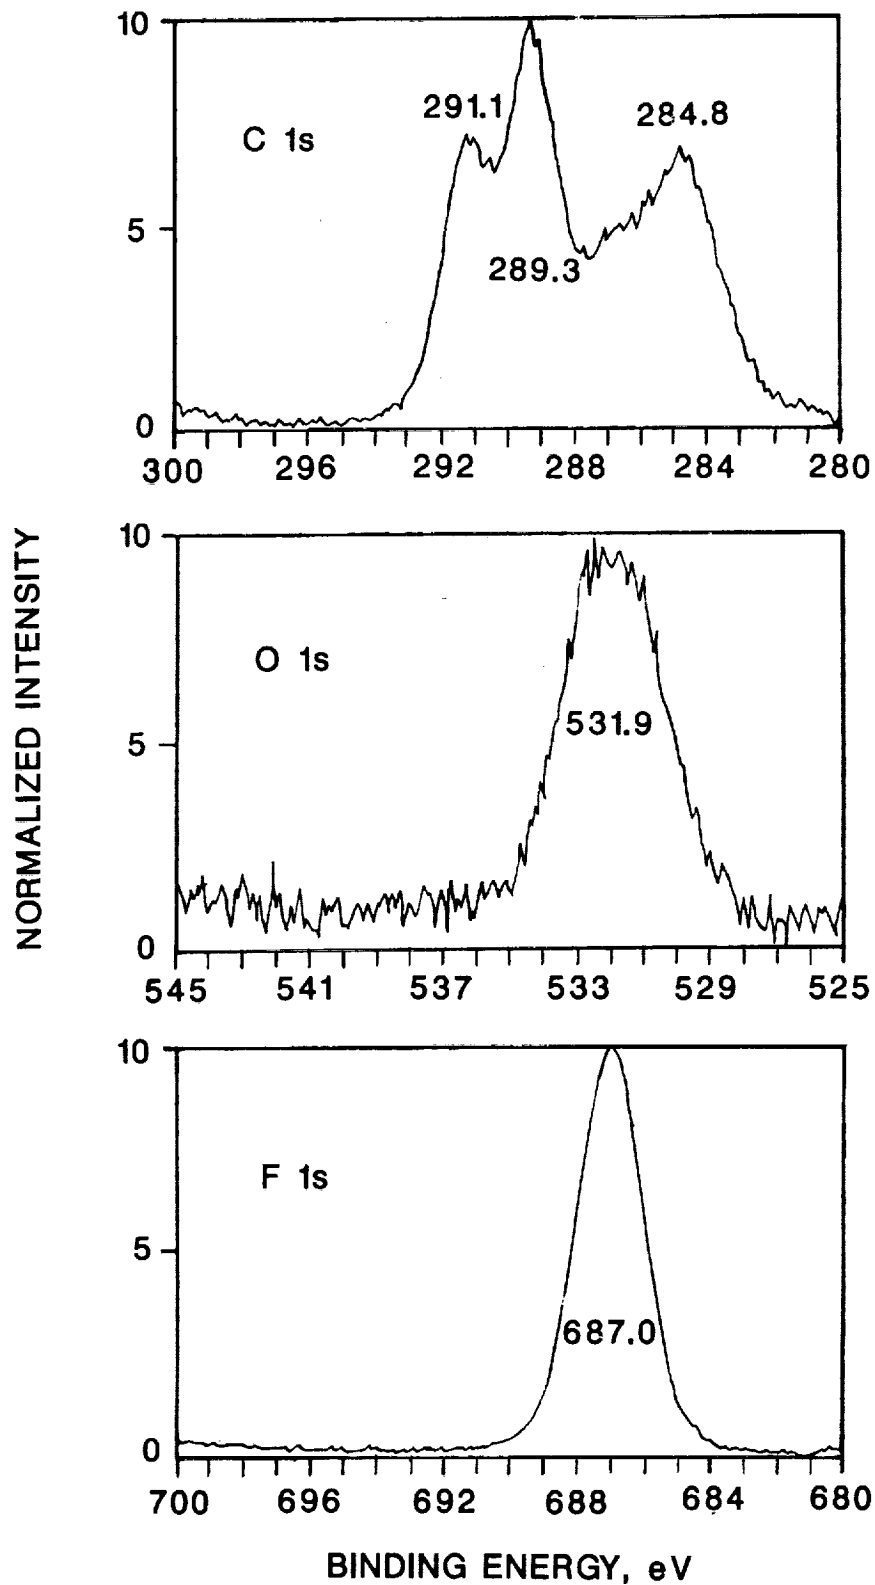 NORMALIZED INTENSITY
10
5
0
C 1s
291.1
289.3
284.8
300 296 292 288 284 280
10
5
0
O 1s
531.9
545 541 537 533 529 525
10
5
0
F 1s
687.0
700 696 692 688 684 680
BINDING ENERGY, eV